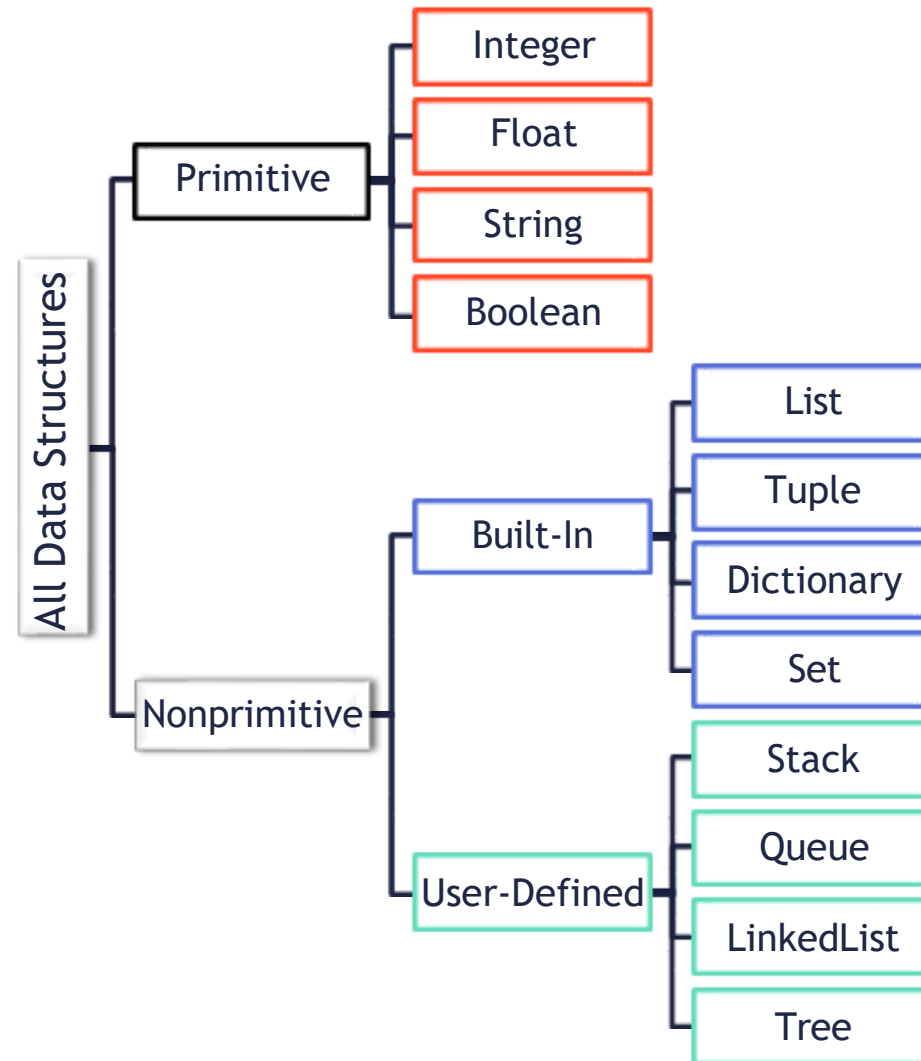 All Data Structures
Primitive
Integer
Float
String
Boolean
Nonprimitive
Built-In
List
Tuple
Dictionary
Set
User-Defined
Stack
Queue
LinkedList
Tree